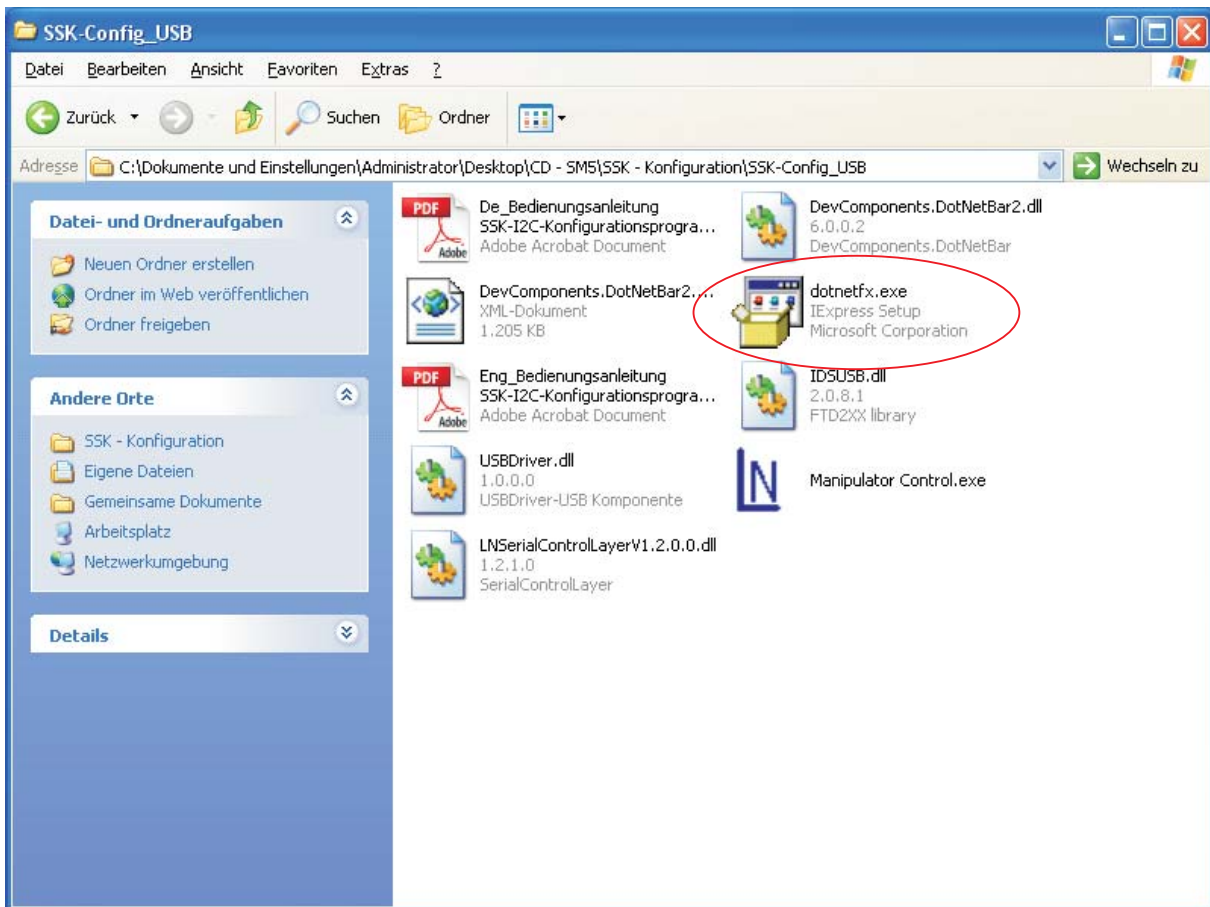 SSK-Config_USB
Datei Bearbeiten Ansicht Favoriten Extras ?
Zurück Suchen Ordner
Adresse C:\Dokumente und Einstellungen\Administrator\Desktop\CD - SM5\SSK - Konfiguration\SSK-Config_USB Wechseln zu
Datei- und Ordneraufgaben
Neuen Ordner erstellen
Ordner im Web veröffentlichen
Ordner freigeben
Andere Orte
SSK - Konfiguration
Eigene Dateien
Gemeinsame Dokumente
Arbeitsplatz
Netzwerkumgebung
Details
PDF
Adobe
De_Bedienungsanleitung
SSK-I2C-Konfigurationsprogra...
Adobe Acrobat Document
DevComponents.DotNetBar2.dll
6.0.0.2
DevComponents.DotNetBar
DevComponents.DotNetBar2....
XML-Dokument
1.205 KB
dotnetfx.exe
IExpress Setup
Microsoft Corporation
PDF
Adobe
Eng_Bedienungsanleitung
SSK-I2C-Konfigurationsprogra...
Adobe Acrobat Document
IDSUSB.dll
2.0.8.1
FTD2XX library
USBDriver.dll
1.0.0.0
USBDriver-USB Komponente
LN
Manipulator Control.exe
LNSerialControlLayerV1.2.0.0.dll
1.2.1.0
SerialControlLayer